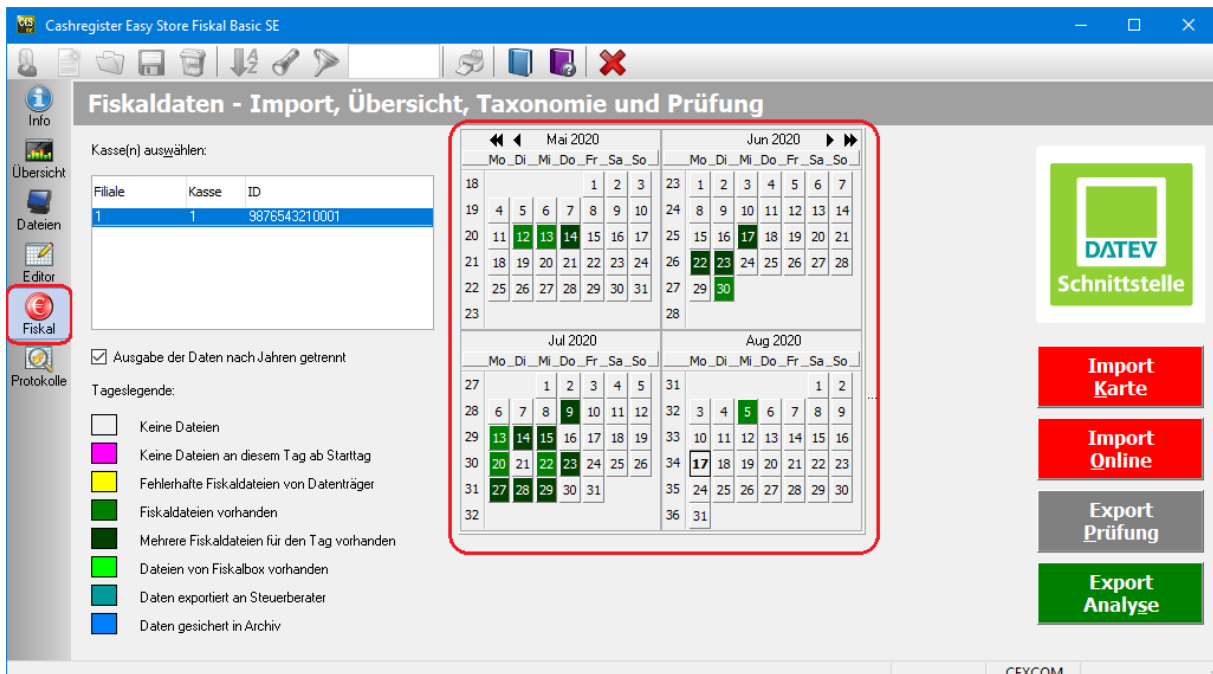 Cashregister Easy Store Fiskal Basic SE
Info
Übersicht
Dateien
Editor
Fiskal
Protokolle
Fiskaldaten - Import, Übersicht, Taxonomie und Prüfung
Kasse(n) auswählen:
Filiale Kasse ID
1 1 9876543210001
Ausgabe der Daten nach Jahren getrennt
Tageslegende:
Keine Dateien
Keine Dateien an diesem Tag ab Starttag
Fehlerhafte Fiskaldateien von Datenträger
Fiskaldateien vorhanden
Mehrere Fiskaldateien für den Tag vorhanden
Dateien von Fiskalbox vorhanden
Daten exportiert an Steuerberater
Daten gesichert in Archiv
Mai 2020
Mo Di Mi Do Fr Sa So
18 1 2 3
19 4 5 6 7 8 9 10
20 11 12 13 14 15 16 17
21 18 19 20 21 22 23 24
22 25 26 27 28 29 30 31
23
Jun 2020
Mo Di Mi Do Fr Sa So
23 1 2 3 4 5 6 7
24 8 9 10 11 12 13 14
25 15 16 17 18 19 20 21
26 22 23 24 25 26 27 28
27 29 30
28
Jul 2020
Mo Di Mi Do Fr Sa So
27 1 2 3 4 5
28 6 7 8 9 10 11 12
29 13 14 15 16 17 18 19
30 20 21 22 23 24 25 26
31 27 28 29 30 31
32
Aug 2020
Mo Di Mi Do Fr Sa So
31 1 2
32 3 4 5 6 7 8 9
33 10 11 12 13 14 15 16
34 17 18 19 20 21 22 23
35 24 25 26 27 28 29 30
36 31
DATEV
Schnittstelle
Import
Karte
Import
Online
Export
Prüfung
Export
Analyse
CEXCOM